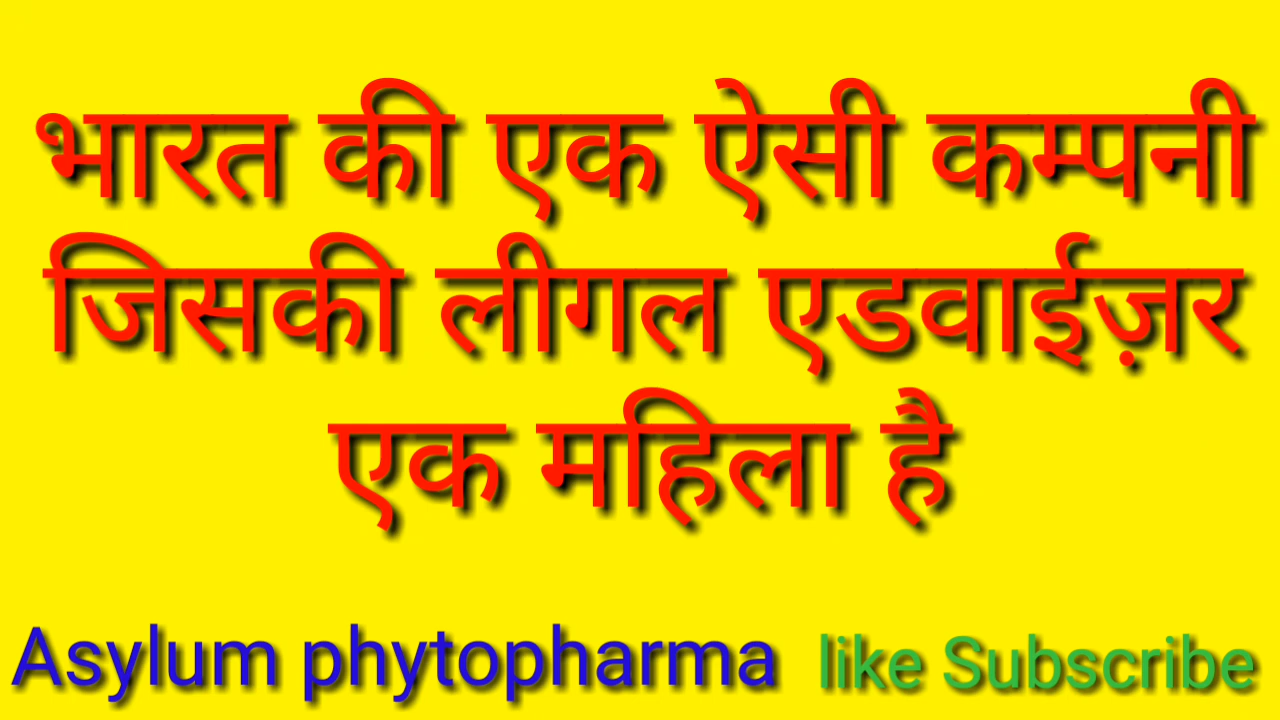 भारत की एक ऐसी कम्पनी
जिसकी लीगल एडवाईज़र
एक महिला है
Asylum phytopharma like Subscribe